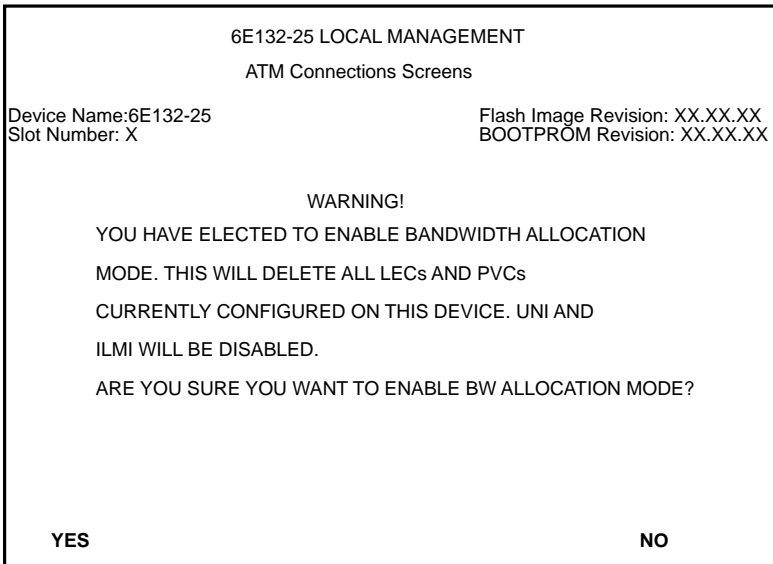 6E132-25 LOCAL MANAGEMENT
ATM Connections Screens
Device Name:6E132-25 Flash Image Revision: XX.XX.XX
Slot Number: X BOOTPROM Revision: XX.XX.XX
WARNING!
YOU HAVE ELECTED TO ENABLE BANDWIDTH ALLOCATION
MODE. THIS WILL DELETE ALL LECs AND PVCs
CURRENTLY CONFIGURED ON THIS DEVICE. UNI AND
ILMI WILL BE DISABLED.
ARE YOU SURE YOU WANT TO ENABLE BW ALLOCATION MODE?
YES NO